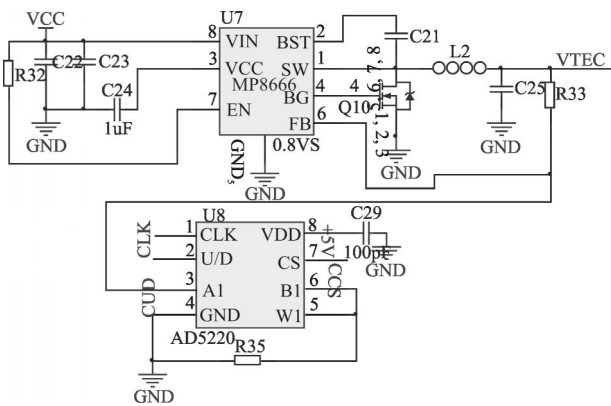 U7
VCC
8 VIN BST 2
C21
L2
VTEC
R32
C22
C23
3 VCC SW 1
7, 8
MP8666
C24
BG 4 4
Q10
5, 6
1, 2, 3
C25
R33
7 EN
FB 6
1uF
GND
GND5
0.8VS
GND
GND
GND
U8
CLK
1 CLK VDD 8
+5V
C29
2 U/D CS 7
100pF
CCS
GND
CUD
3 A1 B1 6
4 GND W1 5
AD5220
R35
GND